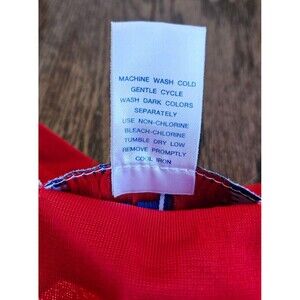 MACHINE WASH COLD
GENTLE CYCLE
WASH DARK COLORS
SEPARATELY
USE NON-CHLORINE
BLEACH-CHLORINE
TUMBLE DRY LOW
REMOVE PROMPTLY
COOL IRON